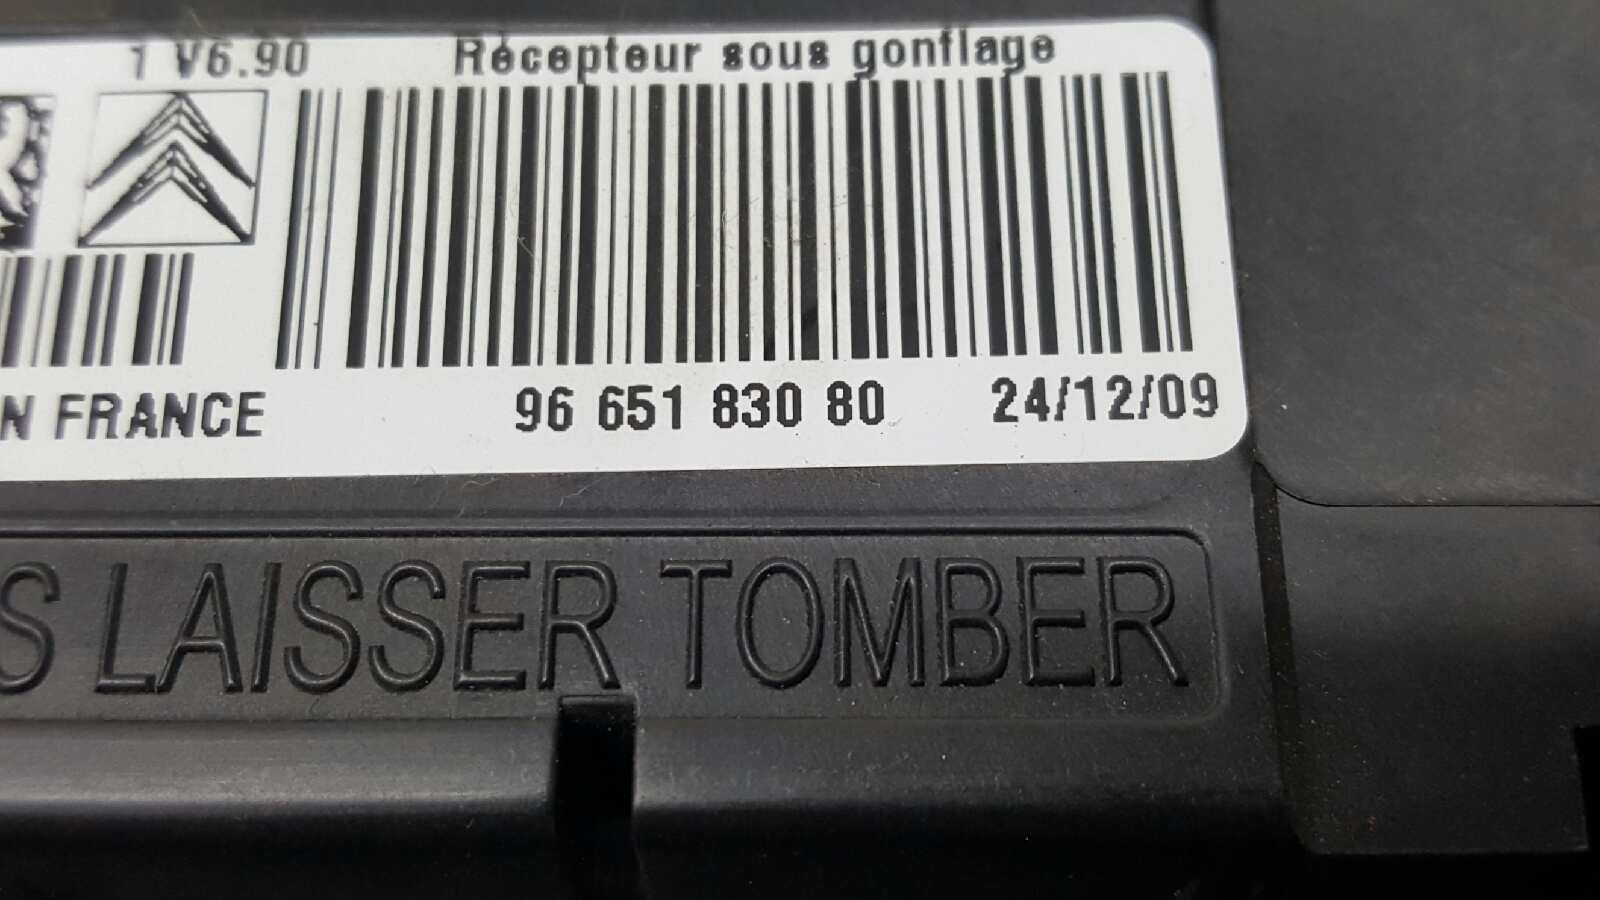 1 V6.90 Récepteur sous gonflage
N FRANCE 96 651 830 80 24/12/09
S LAISSER TOMBER